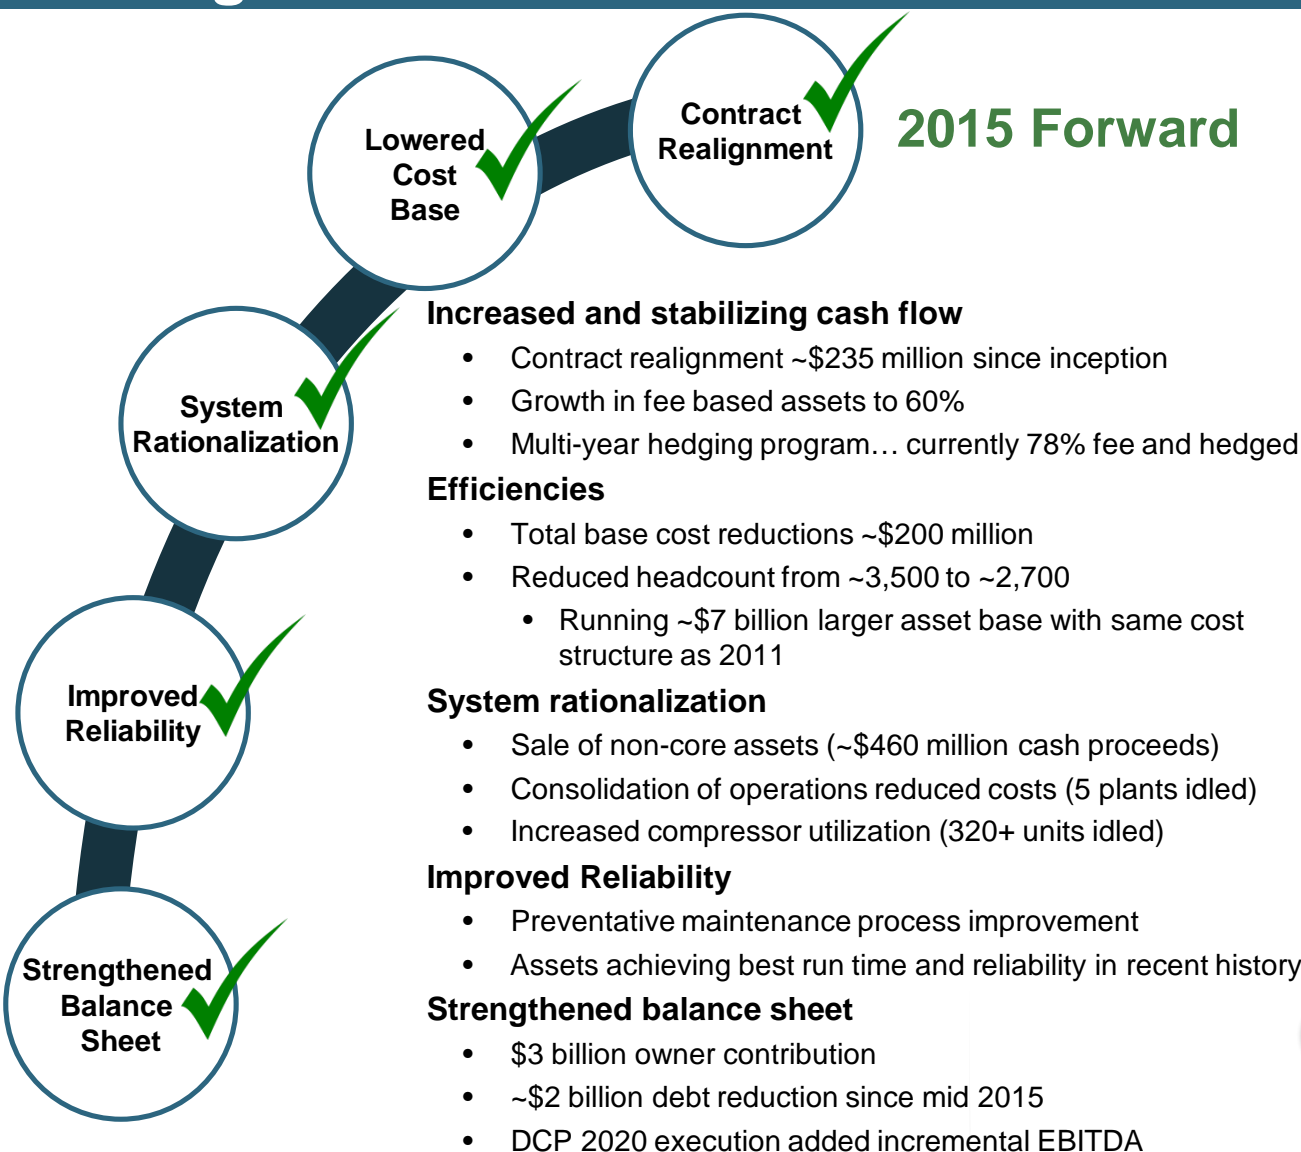 Contract
Realignment
2015 Forward
Lowered
Cost
Base
System
Rationalization
Improved
Reliability
Strengthened
Balance
Sheet
Increased and stabilizing cash flow
• Contract realignment ~$235 million since inception
• Growth in fee based assets to 60%
• Multi-year hedging program… currently 78% fee and hedged
Efficiencies
• Total base cost reductions ~$200 million
• Reduced headcount from ~3,500 to ~2,700
• Running ~$7 billion larger asset base with same cost
structure as 2011
System rationalization
• Sale of non-core assets (~$460 million cash proceeds)
• Consolidation of operations reduced costs (5 plants idled)
• Increased compressor utilization (320+ units idled)
Improved Reliability
• Preventative maintenance process improvement
• Assets achieving best run time and reliability in recent history
Strengthened balance sheet
• $3 billion owner contribution
• ~$2 billion debt reduction since mid 2015
• DCP 2020 execution added incremental EBITDA